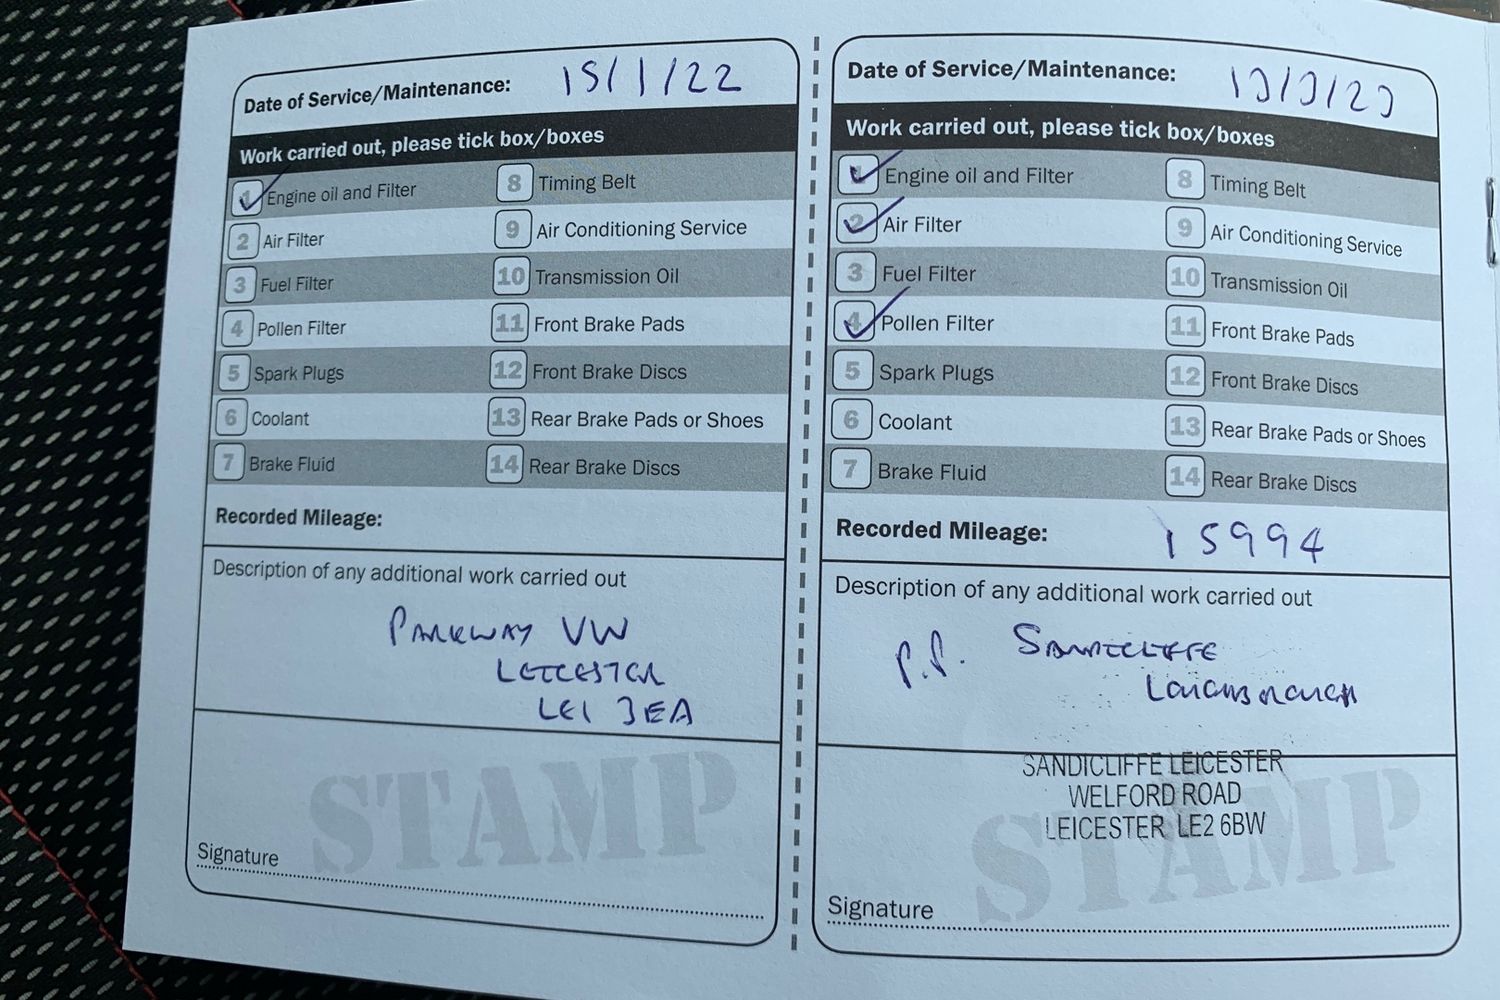 Date of Service/Maintenance: 15/1/22
Work carried out, please tick box/boxes
1 Engine oil and Filter
8 Timing Belt
2 Air Filter
9 Air Conditioning Service
3 Fuel Filter
10 Transmission Oil
4 Pollen Filter
11 Front Brake Pads
5 Spark Plugs
12 Front Brake Discs
6 Coolant
13 Rear Brake Pads or Shoes
7 Brake Fluid
14 Rear Brake Discs
Recorded Mileage:
Description of any additional work carried out
PARKWAY VW
LEICESTER
LE1 3EA
STAMP
Signature
Date of Service/Maintenance:
Work carried out, please tick box/boxes
1 Engine oil and Filter
8 Timing Belt
2 Air Filter
9 Air Conditioning Service
3 Fuel Filter
10 Transmission Oil
4 Pollen Filter
11 Front Brake Pads
5 Spark Plugs
12 Front Brake Discs
6 Coolant
13 Rear Brake Pads or Shoes
7 Brake Fluid
14 Rear Brake Discs
Recorded Mileage: 15994
Description of any additional work carried out
P.P. SANDICLIFFE
LOUGHBOROUGH
SANDICLIFFE LEICESTER
WELFORD ROAD
LEICESTER LE2 6BW
STAMP
Signature